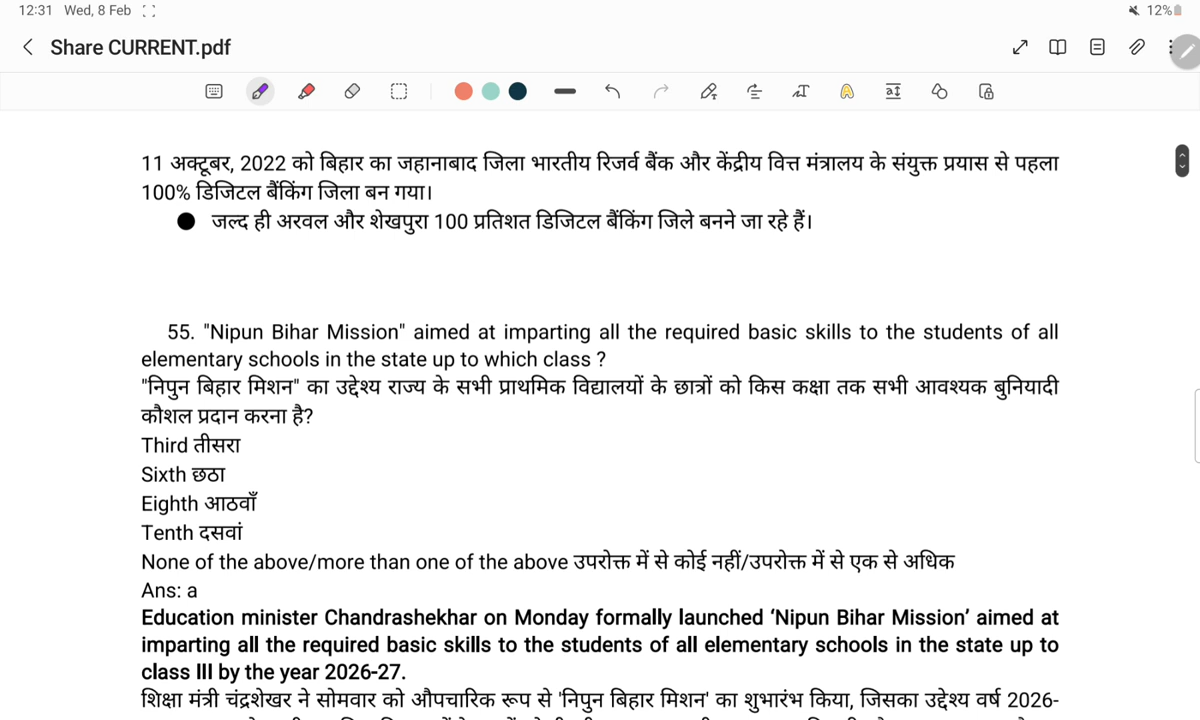 12:31 Wed, 8 Feb
12%
Share CURRENT.pdf
11 अक्टूबर, 2022 को बिहार का जहानाबाद जिला भारतीय रिजर्व बैंक और केंद्रीय वित्त मंत्रालय के संयुक्त प्रयास से पहला
100% डिजिटल बैंकिंग जिला बन गया।
● जल्द ही अरवल और शेखपुरा 100 प्रतिशत डिजिटल बैंकिंग जिले बनने जा रहे हैं।
55. "Nipun Bihar Mission" aimed at imparting all the required basic skills to the students of all
elementary schools in the state up to which class ?
"निपुन बिहार मिशन" का उद्देश्य राज्य के सभी प्राथमिक विद्यालयों के छात्रों को किस कक्षा तक सभी आवश्यक बुनियादी
कौशल प्रदान करना है?
Third तीसरा
Sixth छठा
Eighth आठवाँ
Tenth दसवां
None of the above/more than one of the above उपरोक्त में से कोई नहीं/उपरोक्त में से एक से अधिक
Ans: a
Education minister Chandrashekhar on Monday formally launched ‘Nipun Bihar Mission’ aimed at
imparting all the required basic skills to the students of all elementary schools in the state up to
class III by the year 2026-27.
शिक्षा मंत्री चंद्रशेखर ने सोमवार को औपचारिक रूप से 'निपुन बिहार मिशन' का शुभारंभ किया, जिसका उद्देश्य वर्ष 2026-